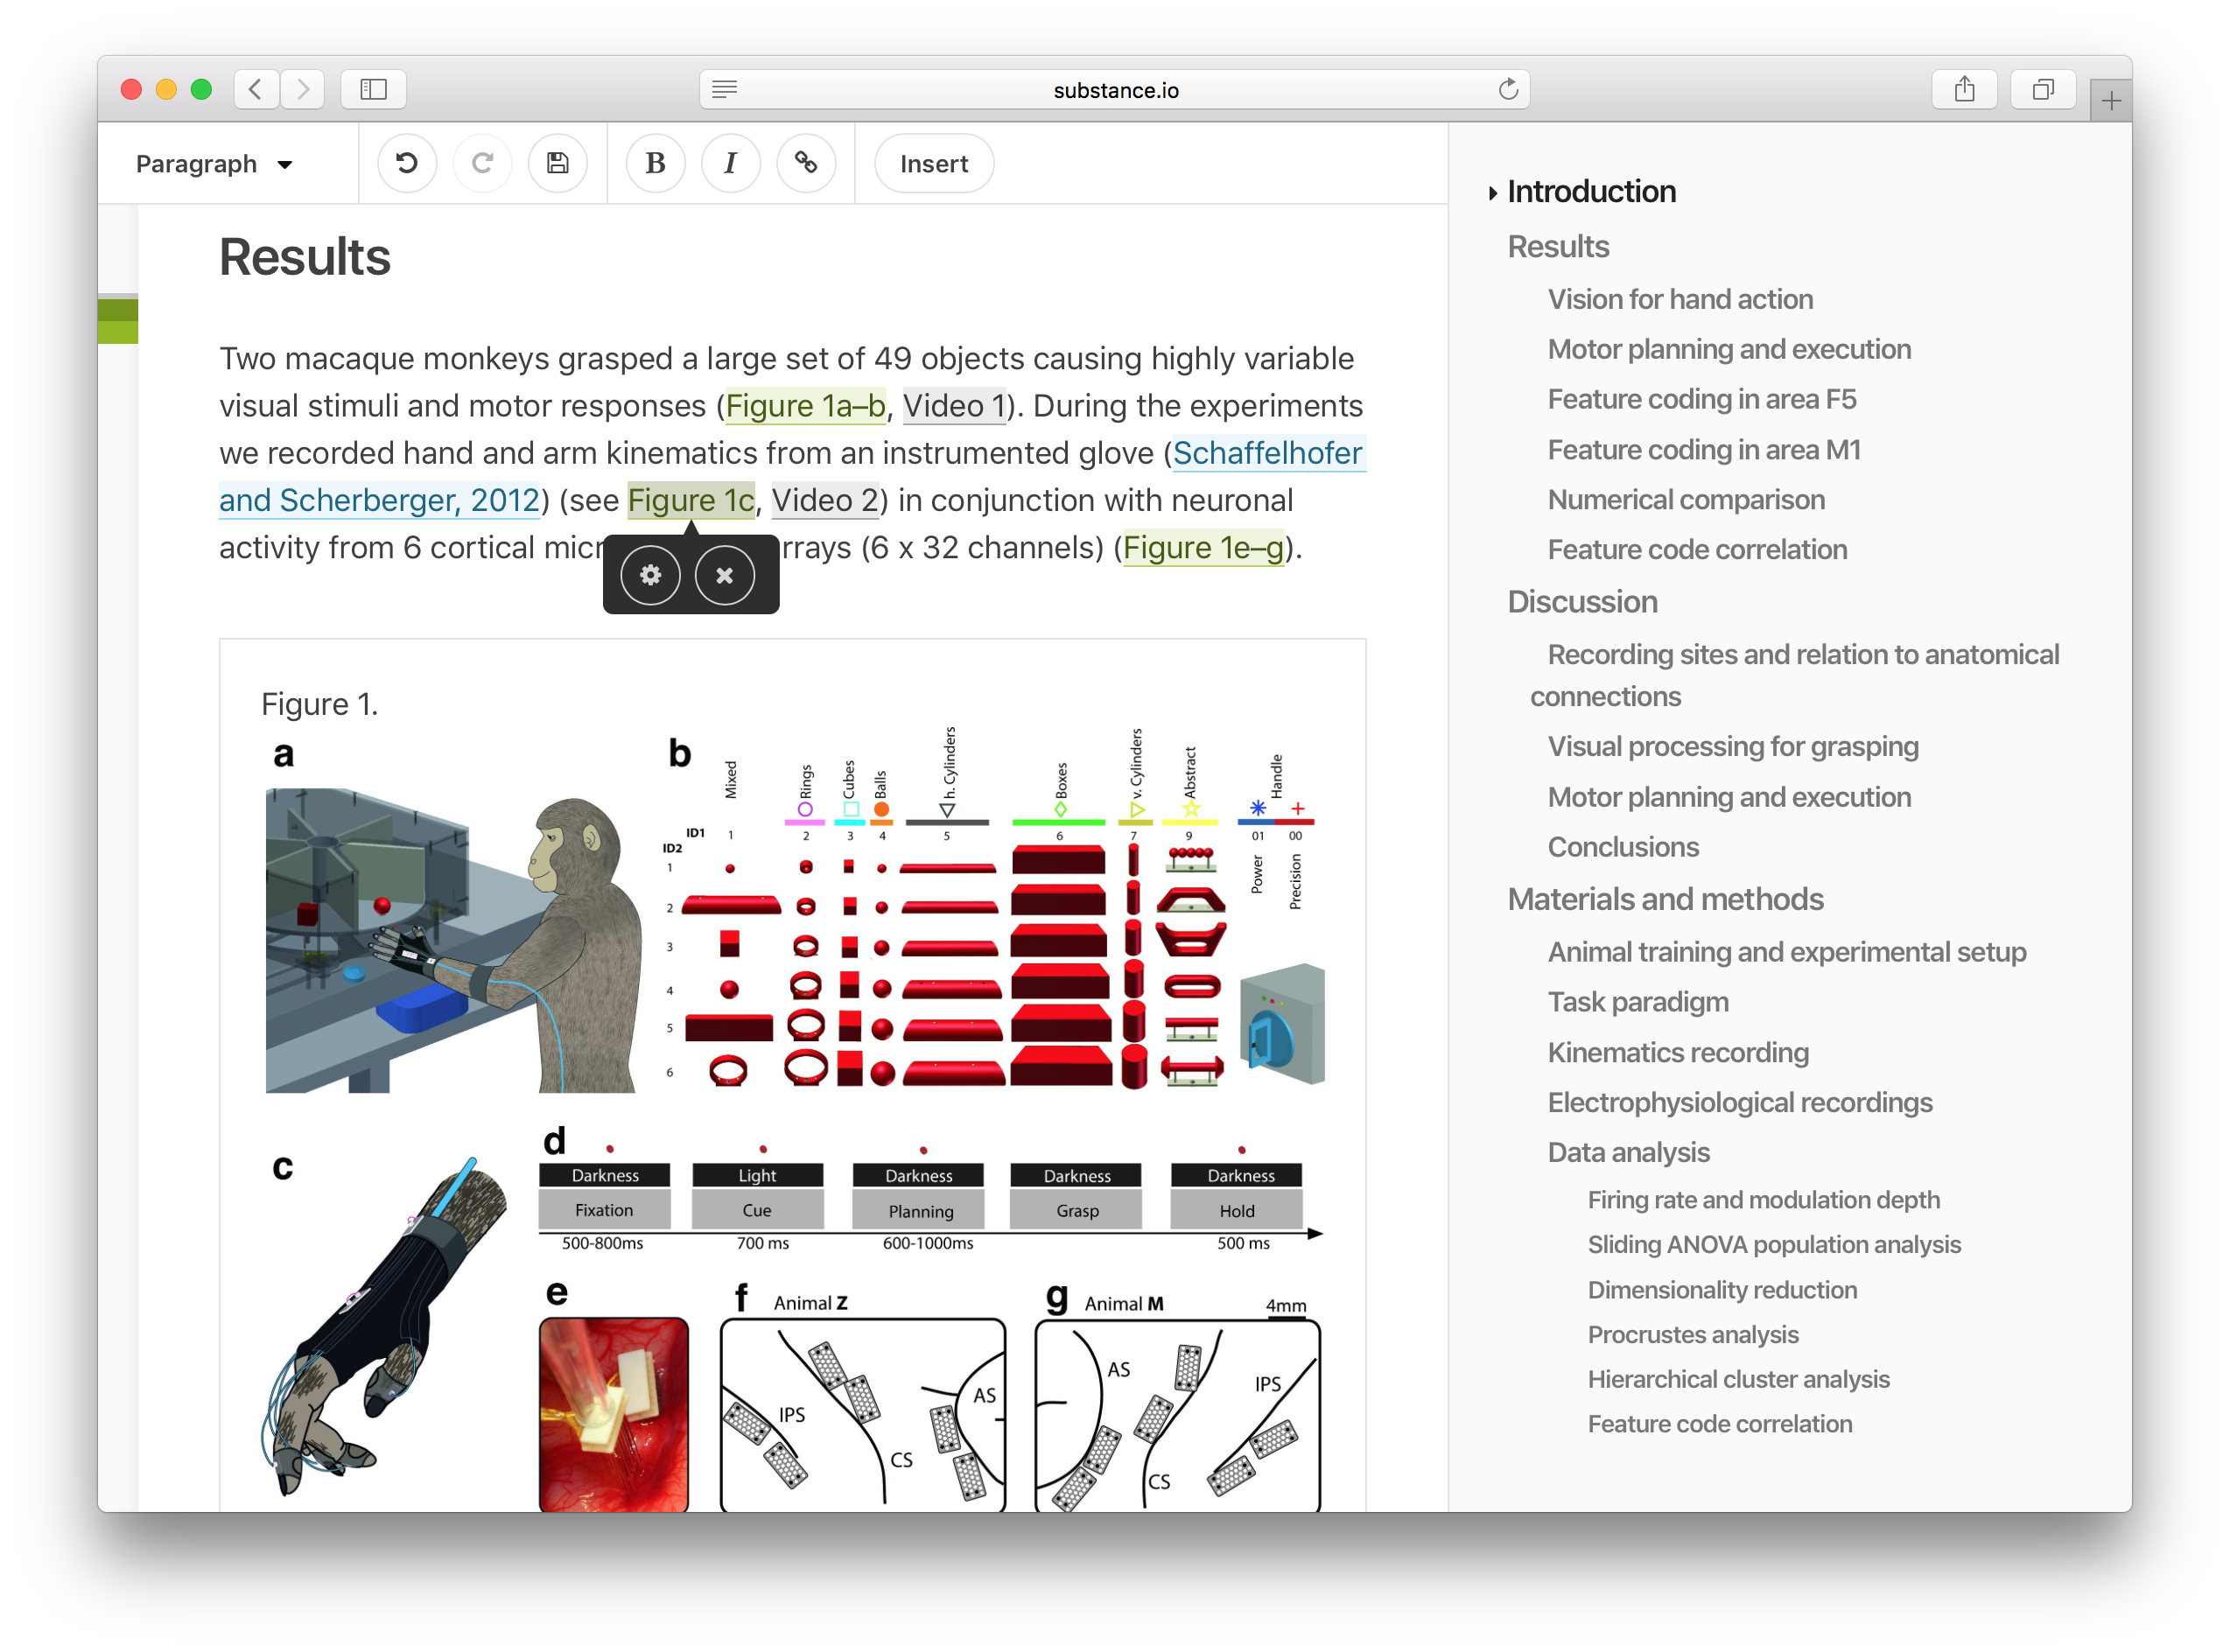 substance.io
Paragraph
B
I
Insert
Results
Two macaque monkeys grasped a large set of 49 objects causing highly variable
visual stimuli and motor responses (Figure 1a–b, Video 1). During the experiments
we recorded hand and arm kinematics from an instrumented glove (Schaffelhofer
and Scherberger, 2012) (see Figure 1c, Video 2) in conjunction with neuronal
activity from 6 cortical micr rrays (6 x 32 channels) (Figure 1e–g).
Figure 1.
a
b
Mixed
Rings
Cubes
Balls
h. Cylinders
Boxes
v. Cylinders
Abstract
Handle
ID1 1 2 3 4 5 6 7 9 01 00
ID2
Power
Precision
1
2
3
4
5
6
c
d
Darkness Light Darkness Darkness Darkness
Fixation Cue Planning Grasp Hold
500-800ms 700 ms 600-1000ms 500 ms
e
f Animal Z
IPS
CS
AS
g Animal M
4mm
AS
CS
IPS
Introduction
Results
Vision for hand action
Motor planning and execution
Feature coding in area F5
Feature coding in area M1
Numerical comparison
Feature code correlation
Discussion
Recording sites and relation to anatomical
connections
Visual processing for grasping
Motor planning and execution
Conclusions
Materials and methods
Animal training and experimental setup
Task paradigm
Kinematics recording
Electrophysiological recordings
Data analysis
Firing rate and modulation depth
Sliding ANOVA population analysis
Dimensionality reduction
Procrustes analysis
Hierarchical cluster analysis
Feature code correlation